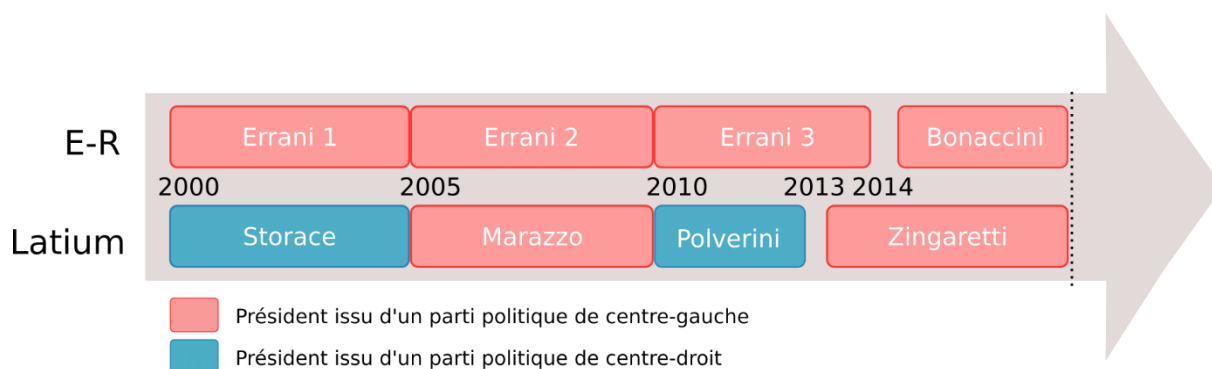 E-R Errani 1 Errani 2 Errani 3 Bonaccini
2000 2005 2010 2013 2014
Latium Storace Marazzo Polverini Zingaretti
Président issu d'un parti politique de centre-gauche
Président issu d'un parti politique de centre-droit